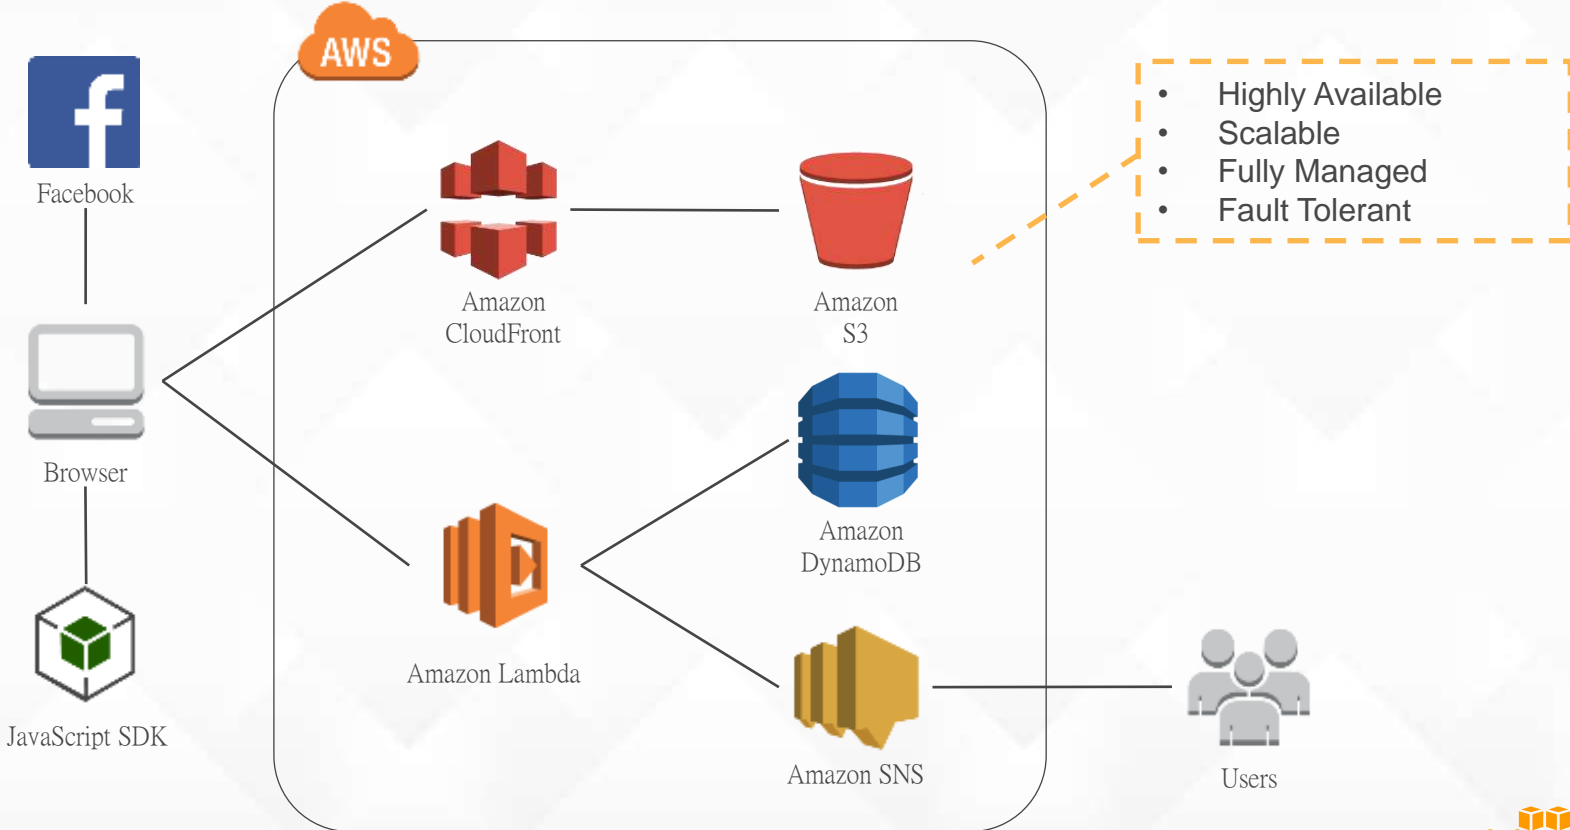 AWS
Facebook
Browser
JavaScript SDK
Amazon
CloudFront
Amazon
S3
Amazon
DynamoDB
Amazon Lambda
Amazon SNS
Users
• Highly Available
• Scalable
• Fully Managed
• Fault Tolerant